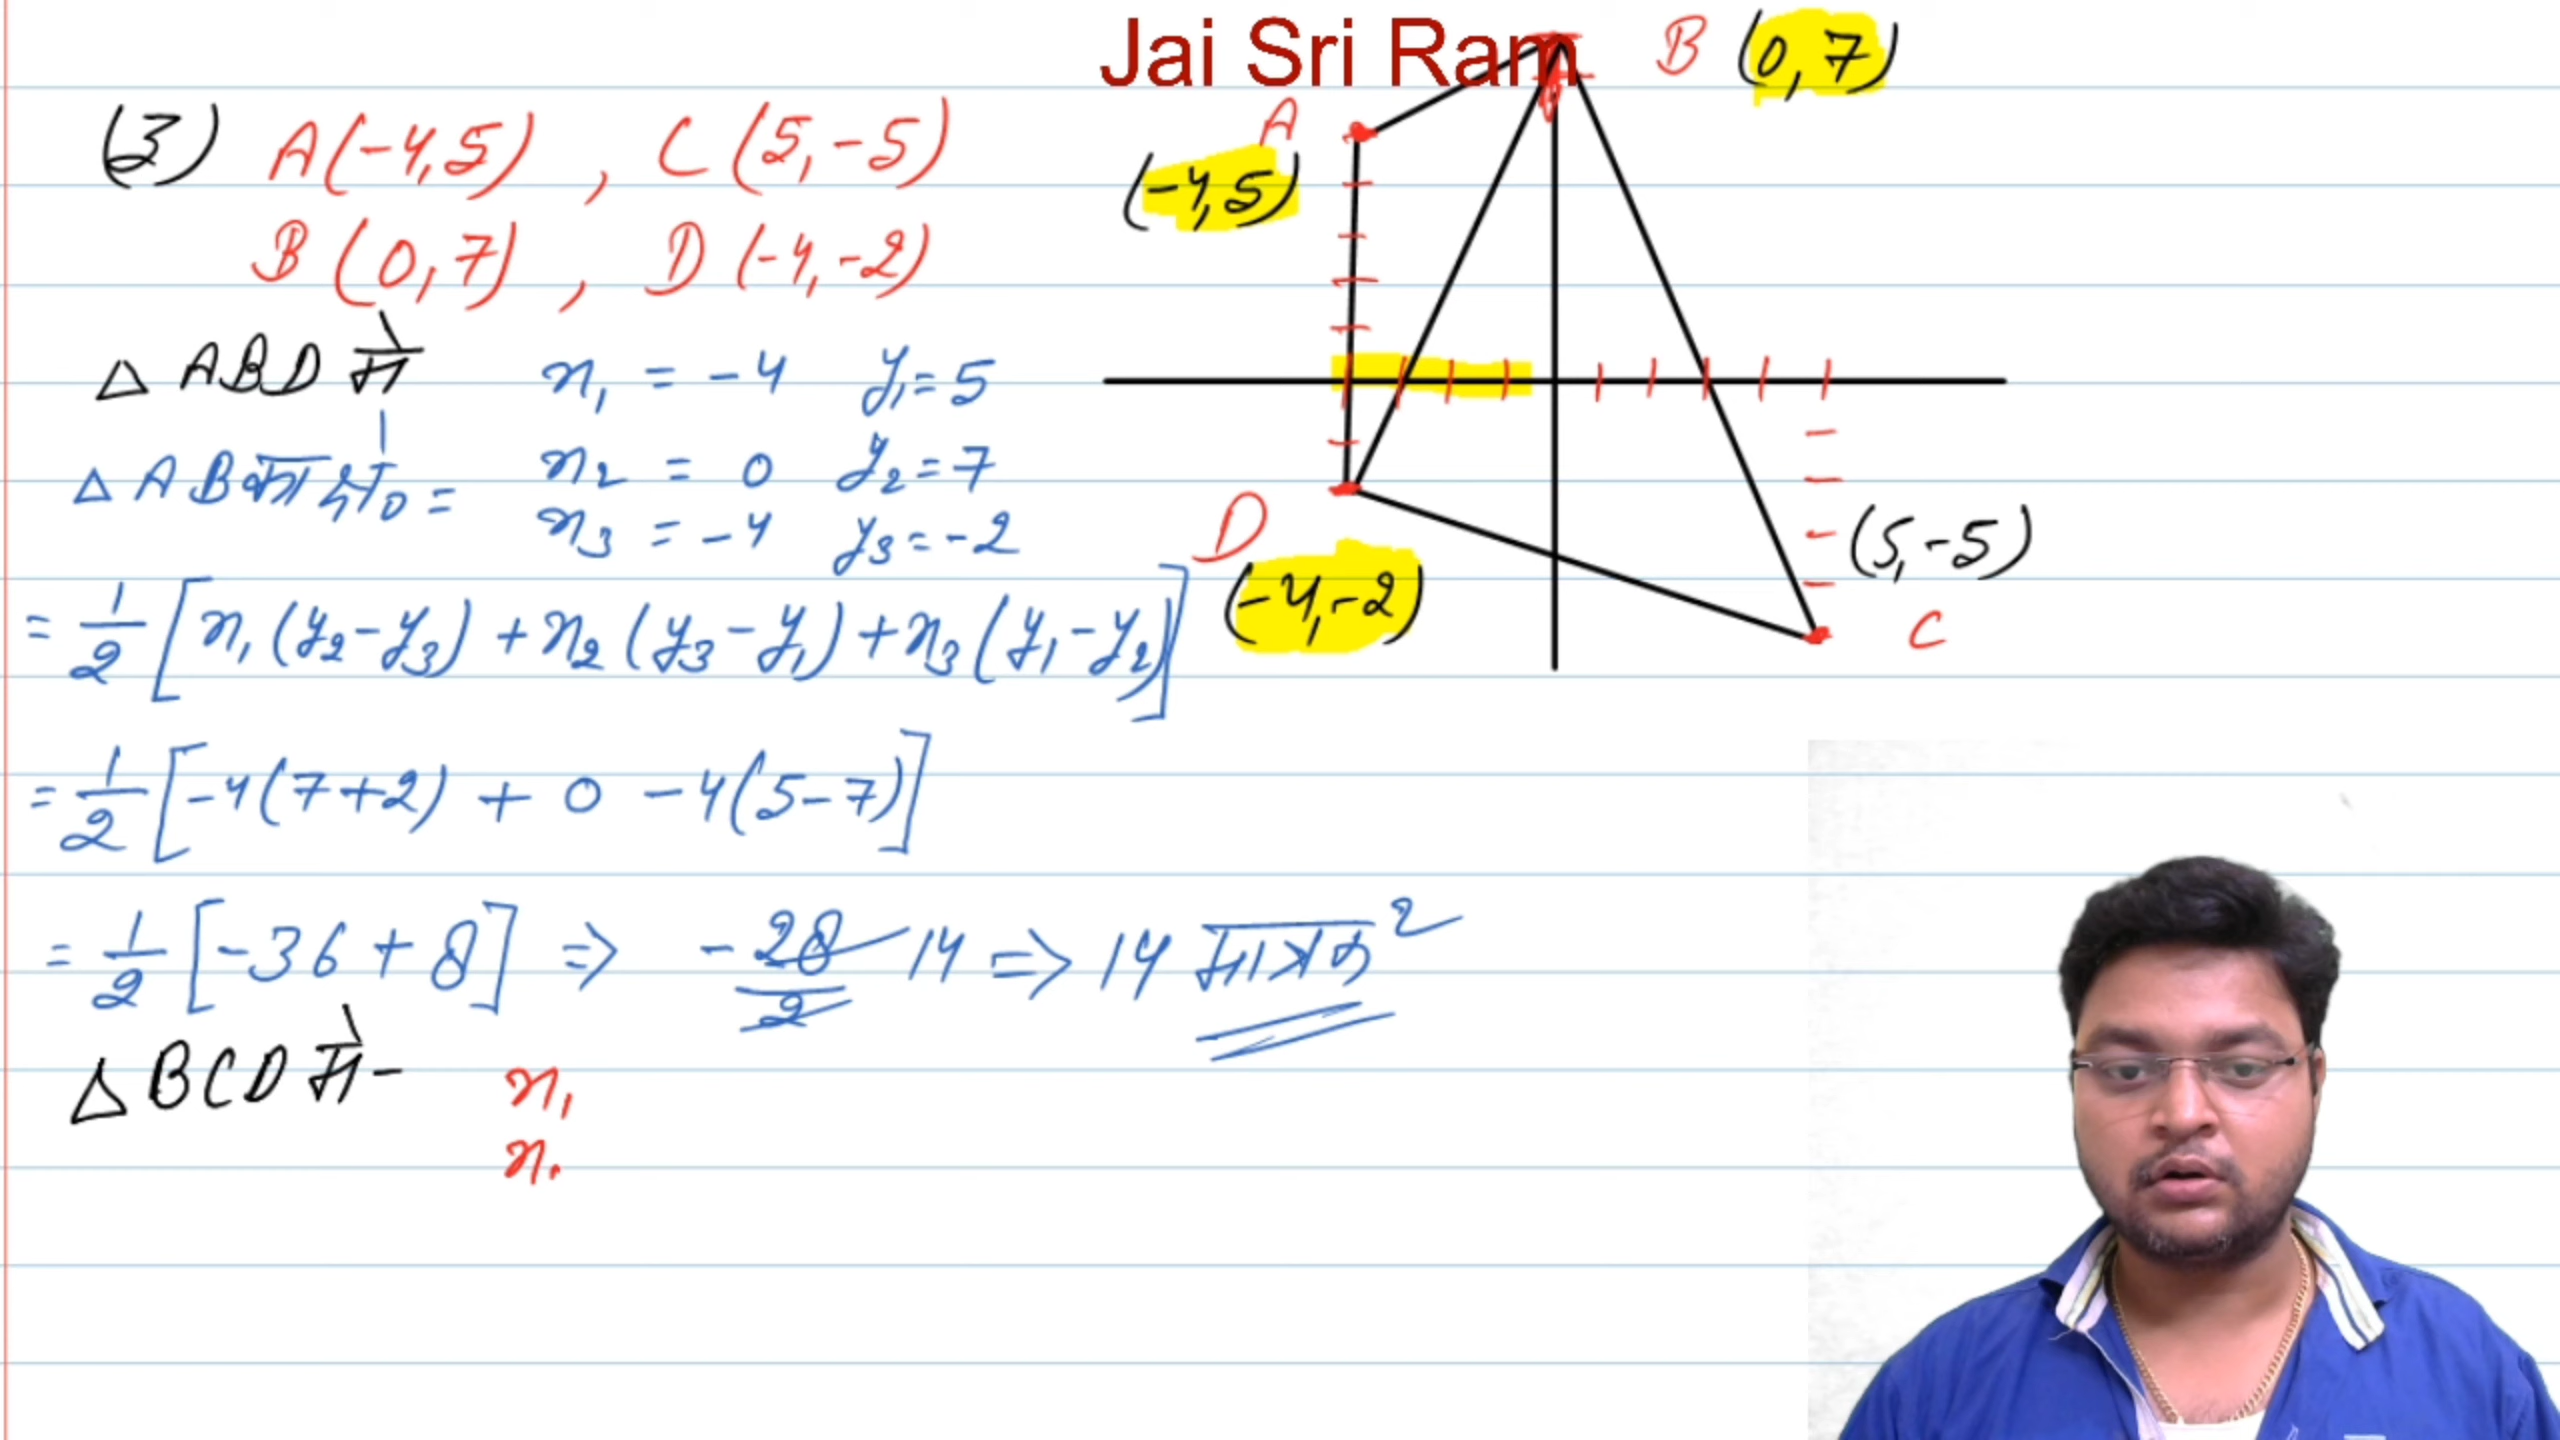 Jai Sri Ram
(3) A(-4,5) , C(5,-5)
B(0,7) , D(-4,-2)
△ABD में x₁ = -4 y₁=5
△AB का क्षे0 = x₂ = 0 y₂=7
x₃ = -4 y₃=-2
= 1/2 [x₁(y₂-y₃) + x₂(y₃-y₁) + x₃(y₁-y₂)]
= 1/2 [-4(7+2) + 0 -4(5-7)]
= 1/2 [-36 + 8] => -28/2 14 => 14 मात्रक²
△BCD में- x₁
x
B (0,7)
A
(-4,5)
D
(-4,-2)
(5,-5)
C